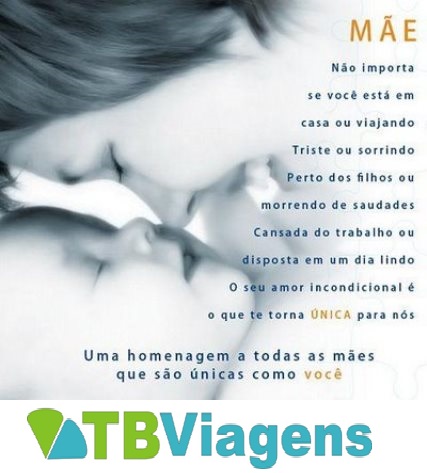 MÃE
Não importa
se você está em
casa ou viajando
Triste ou sorrindo
Perto dos filhos ou
morrendo de saudades
Cansada do trabalho ou
disposta em um dia lindo
O seu amor incondicional é
o que te torna ÚNICA para nós
Uma homenagem a todas as mães
que são únicas como você
TBViagens